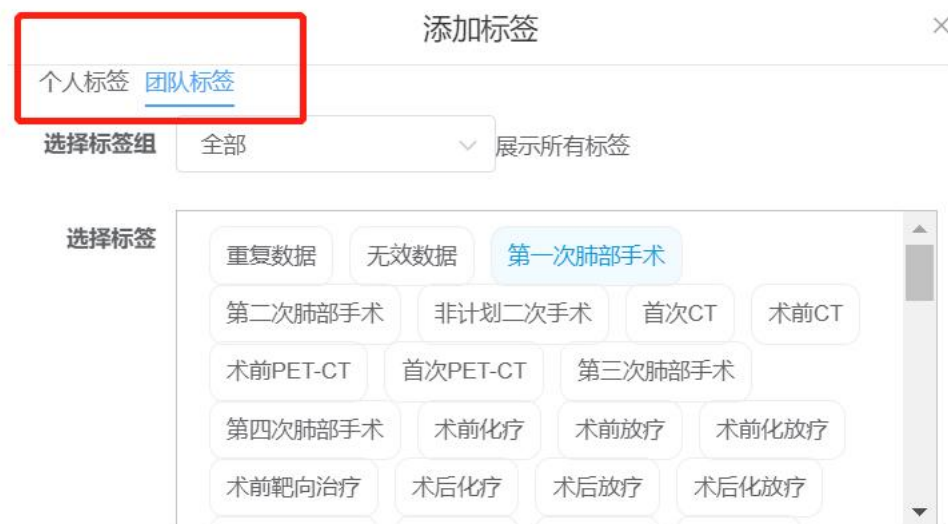 添加标签
个人标签 团队标签
选择标签组 全部 展示所有标签
选择标签 重复数据 无效数据 第一次肺部手术
第二次肺部手术 非计划二次手术 首次CT 术前CT
术前PET-CT 首次PET-CT 第三次肺部手术
第四次肺部手术 术前化疗 术前放疗 术前化放疗
术前靶向治疗 术后化疗 术后放疗 术后化放疗